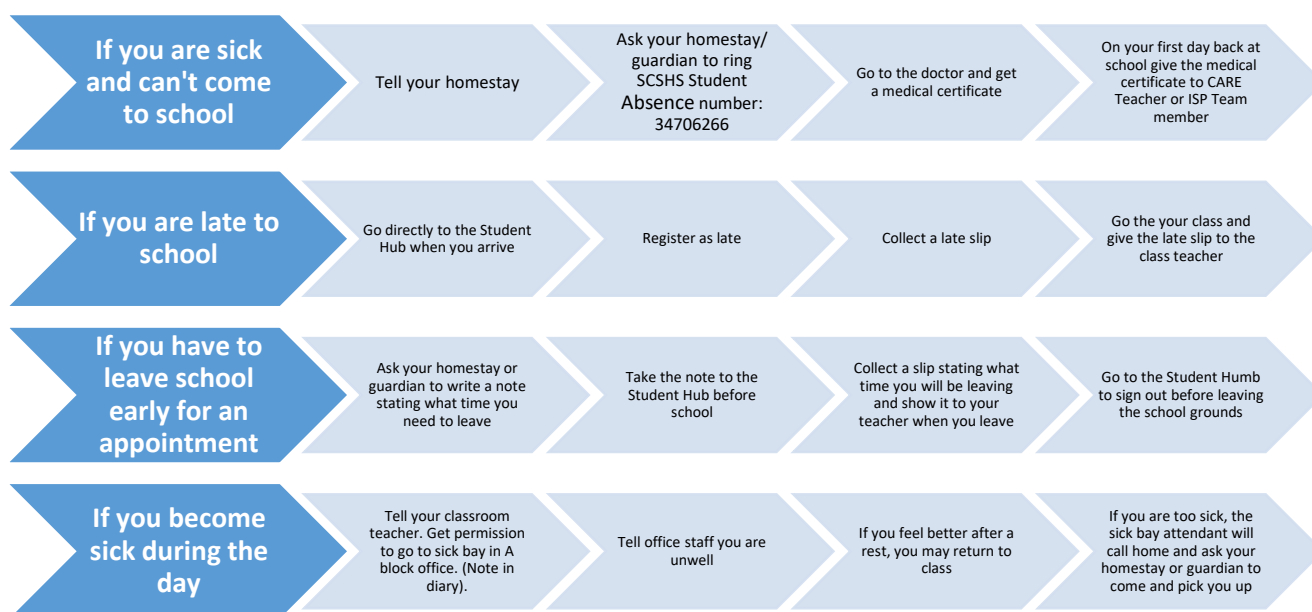 If you are sick
and can't come
to school
Tell your homestay
Ask your homestay/
guardian to ring
SCSHS Student
Absence number:
34706266
Go to the doctor and get
a medical certificate
On your first day back at
school give the medical
certificate to CARE
Teacher or ISP Team
member
If you are late to
school
Go directly to the Student
Hub when you arrive
Register as late
Collect a late slip
Go the your class and
give the late slip to the
class teacher
If you have to
leave school
early for an
appointment
Ask your homestay or
guardian to write a note
stating what time you
need to leave
Take the note to the
Student Hub before
school
Collect a slip stating what
time you will be leaving
and show it to your
teacher when you leave
Go to the Student Humb
to sign out before leaving
the school grounds
If you become
sick during the
day
Tell your classroom
teacher. Get permission
to go to sick bay in A
block office. (Note in
diary).
Tell office staff you are
unwell
If you feel better after a
rest, you may return to
class
If you are too sick, the
sick bay attendant will
call home and ask your
homestay or guardian to
come and pick you up